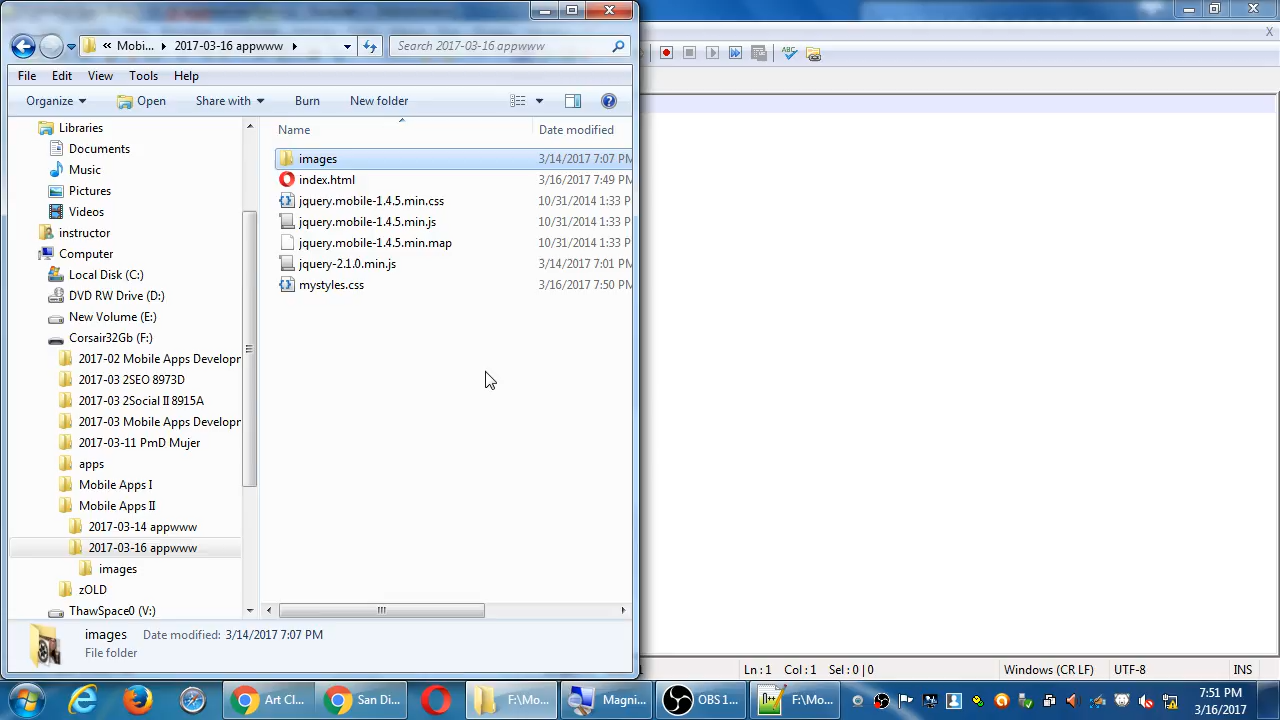 « Mobi... 2017-03-16 appwww
Search 2017-03-16 appwww
File Edit View Tools Help
Organize Open Share with Burn New folder
Name Date modified
Libraries
Documents
Music
Pictures
Videos
instructor
Computer
Local Disk (C:)
DVD RW Drive (D:)
New Volume (E:)
Corsair32Gb (F:)
2017-02 Mobile Apps Developr
2017-03 2SEO 8973D
2017-03 2Social II 8915A
2017-03 Mobile Apps Developr
2017-03-11 PmD Mujer
apps
Mobile Apps I
Mobile Apps II
2017-03-14 appwww
2017-03-16 appwww
images
zOLD
ThawSpace0 (V:)
images 3/14/2017 7:07 PM
index.html 3/16/2017 7:49 PM
jquery.mobile-1.4.5.min.css 10/31/2014 1:33 P
jquery.mobile-1.4.5.min.js 10/31/2014 1:33 P
jquery.mobile-1.4.5.min.map 10/31/2014 1:33 P
jquery-2.1.0.min.js 3/14/2017 7:01 PM
mystyles.css 3/16/2017 7:50 PM
images Date modified: 3/14/2017 7:07 PM
File folder
Ln:1 Col:1 Sel:0|0 Windows (CR LF) UTF-8 INS
Art Cl... San Di... F:\Mo... Magni... OBS 1... F:\Mo...
7:51 PM
3/16/2017